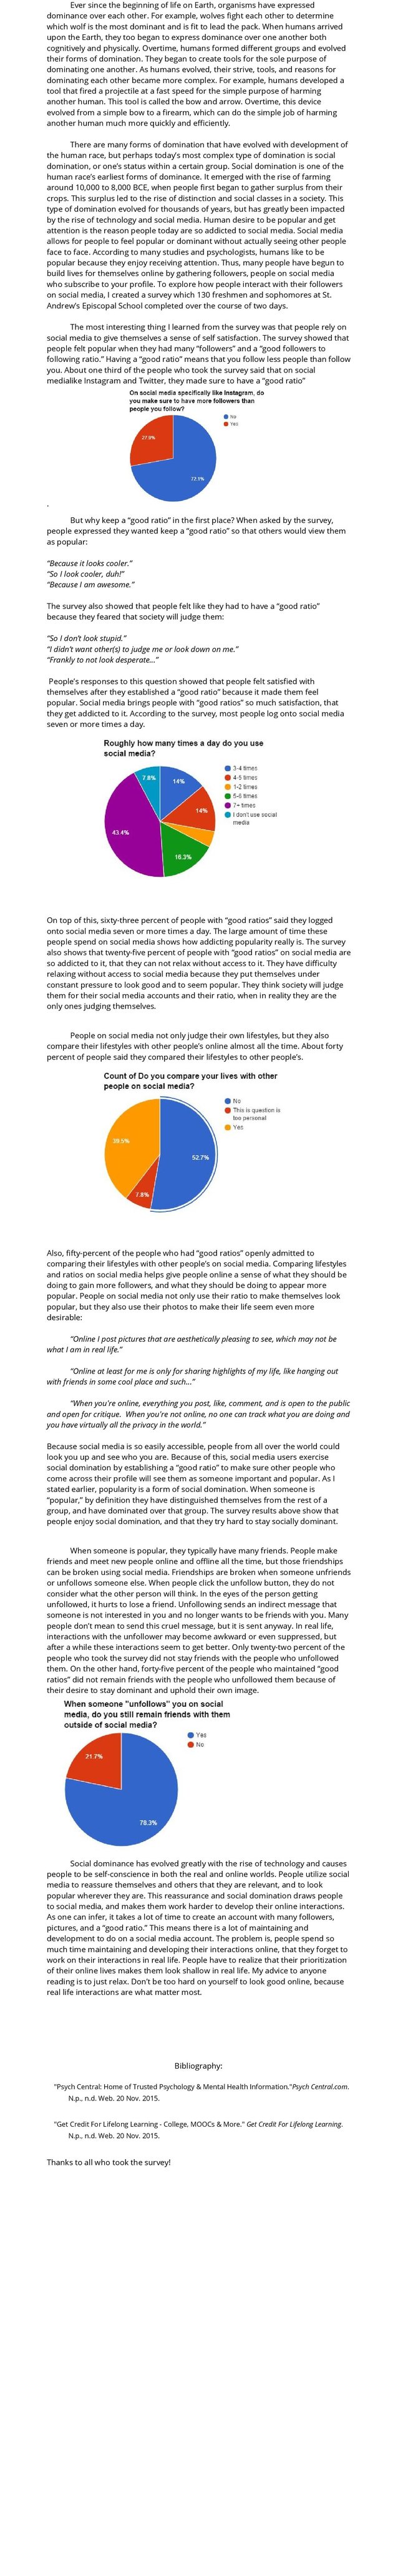 Ever since the beginning of life on Earth, organisms have expressed
dominance over each other. For example, wolves fight each other to determine
which wolf is the most dominant and is fit to lead the pack. When humans arrived
upon the Earth, they too began to express dominance over one another both
cognitively and physically. Overtime, humans formed different groups and evolved
their forms of domination. They began to create tools for the sole purpose of
dominating one another. As humans evolved, their strive, tools, and reasons for
dominating each other became more complex. For example, humans developed a
tool that fired a projectile at a fast speed for the simple purpose of harming
another human. This tool is called the bow and arrow. Overtime, this device
evolved from a simple bow to a firearm, which can do the simple job of harming
another human much more quickly and efficiently.
There are many forms of domination that have evolved with development of
the human race, but perhaps today's most complex type of domination is social
domination, or one's status within a certain group. Social domination is one of the
human race's earliest forms of dominance. It emerged with the rise of farming
around 10,000 to 8,000 BCE, when people first began to gather surplus from their
crops. This surplus led to the rise of distinction and social classes in a society. This
type of domination evolved for thousands of years, but has greatly been impacted
by the rise of technology and social media. Human desire to be popular and get
attention is the reason people today are so addicted to social media. Social media
allows for people to feel popular or dominant without actually seeing other people
face to face. According to many studies and psychologists, humans like to be
popular because they enjoy receiving attention. Thus, many people have begun to
build lives for themselves online by gathering followers, people on social media
who subscribe to your profile. To explore how people interact with their followers
on social media, I created a survey which 130 freshmen and sophomores at St.
Andrew's Episcopal School completed over the course of two days.
The most interesting thing I learned from the survey was that people rely on
social media to give themselves a sense of self satisfaction. The survey showed that
people felt popular when they had many "followers" and a "good followers to
following ratio." Having a "good ratio" means that you follow less people than follow
you. About one third of the people who took the survey said that on social
medialike Instagram and Twitter, they made sure to have a "good ratio"
On social media specifically like Instagram, do
you make sure to have more followers than
people you follow?
No
Yes
27.9%
72.1%
.
But why keep a "good ratio" in the first place? When asked by the survey,
people expressed they wanted keep a "good ratio" so that others would view them
as popular:
"Because it looks cooler."
"So I look cooler, duh!"
"Because I am awesome."
The survey also showed that people felt like they had to have a "good ratio"
because they feared that society will judge them:
"So I don't look stupid."
"I didn't want other(s) to judge me or look down on me."
"Frankly to not look desperate..."
People's responses to this question showed that people felt satisfied with
themselves after they established a "good ratio" because it made them feel
popular. Social media brings people with "good ratios" so much satisfaction, that
they get addicted to it. According to the survey, most people log onto social media
seven or more times a day.
Roughly how many times a day do you use
social media?
3-4 times
4-5 times
1-2 times
5-6 times
7+ times
I don't use social
media
7.8%
14%
14%
43.4%
16.3%
On top of this, sixty-three percent of people with "good ratios" said they logged
onto social media seven or more times a day. The large amount of time these
people spend on social media shows how addicting popularity really is. The survey
also shows that twenty-five percent of people with "good ratios" on social media are
so addicted to it, that they can not relax without access to it. They have difficulty
relaxing without access to social media because they put themselves under
constant pressure to look good and to seem popular. They think society will judge
them for their social media accounts and their ratio, when in reality they are the
only ones judging themselves.
People on social media not only judge their own lifestyles, but they also
compare their lifestyles with other people's online almost all the time. About forty
percent of people said they compared their lifestyles to other people's.
Count of Do you compare your lives with other
people on social media?
No
This is question is
too personal
Yes
39.5%
52.7%
7.8%
Also, fifty-percent of the people who had "good ratios" openly admitted to
comparing their lifestyles with other people's on social media. Comparing lifestyles
and ratios on social media helps give people online a sense of what they should be
doing to gain more followers, and what they should be doing to appear more
popular. People on social media not only use their ratio to make themselves look
popular, but they also use their photos to make their life seem even more
desirable:
"Online I post pictures that are aesthetically pleasing to see, which may not be
what I am in real life."
"Online at least for me is only for sharing highlights of my life, like hanging out
with friends in some cool place and such..."
"When you're online, everything you post, like, comment, and is open to the public
and open for critique. When you're not online, no one can track what you are doing and
you have virtually all the privacy in the world."
Because social media is so easily accessible, people from all over the world could
look you up and see who you are. Because of this, social media users exercise
social domination by establishing a "good ratio" to make sure other people who
come across their profile will see them as someone important and popular. As I
stated earlier, popularity is a form of social domination. When someone is
"popular," by definition they have distinguished themselves from the rest of a
group, and have dominated over that group. The survey results above show that
people enjoy social domination, and that they try hard to stay socially dominant.
When someone is popular, they typically have many friends. People make
friends and meet new people online and offline all the time, but those friendships
can be broken using social media. Friendships are broken when someone unfriends
or unfollows someone else. When people click the unfollow button, they do not
consider what the other person will think. In the eyes of the person getting
unfollowed, it hurts to lose a friend. Unfollowing sends an indirect message that
someone is not interested in you and no longer wants to be friends with you. Many
people don't mean to send this cruel message, but it is sent anyway. In real life,
interactions with the unfollower may become awkward or even suppressed, but
after a while these interactions seem to get better. Only twenty-two percent of the
people who took the survey did not stay friends with the people who unfollowed
them. On the other hand, forty-five percent of the people who maintained "good
ratios" did not remain friends with the people who unfollowed them because of
their desire to stay dominant and uphold their own image.
When someone "unfollows" you on social
media, do you still remain friends with them
outside of social media?
Yes
No
21.7%
78.3%
Social dominance has evolved greatly with the rise of technology and causes
people to be self-conscience in both the real and online worlds. People utilize social
media to reassure themselves and others that they are relevant, and to look
popular wherever they are. This reassurance and social domination draws people
to social media, and makes them work harder to develop their online interactions.
As one can infer, it takes a lot of time to create an account with many followers,
pictures, and a "good ratio." This means there is a lot of maintaining and
development to do on a social media account. The problem is, people spend so
much time maintaining and developing their interactions online, that they forget to
work on their interactions in real life. People have to realize that their prioritization
of their online lives makes them look shallow in real life. My advice to anyone
reading is to just relax. Don't be too hard on yourself to look good online, because
real life interactions are what matter most.
Bibliography:
"Psych Central: Home of Trusted Psychology & Mental Health Information."Psych Central.com.
N.p., n.d. Web. 20 Nov. 2015.
"Get Credit For Lifelong Learning - College, MOOCs & More." Get Credit For Lifelong Learning.
N.p., n.d. Web. 20 Nov. 2015.
Thanks to all who took the survey!